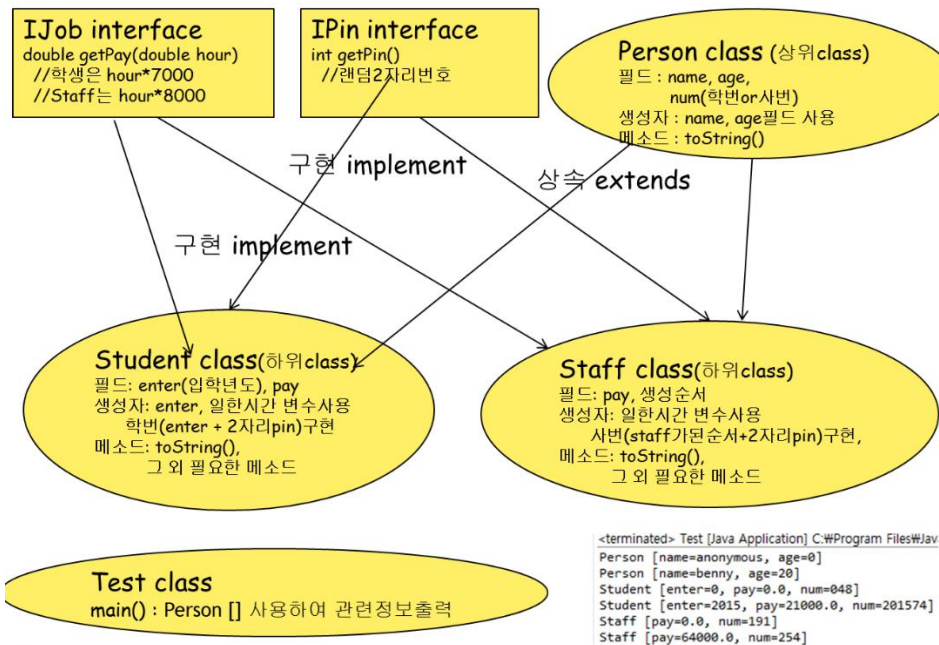 IJob interface
double getPay(double hour)
//학생은 hour*7000
//Staff는 hour*8000
IPin interface
int getPin()
//랜덤2자리번호
Person class (상위class)
필드 : name, age,
num(학번or사번)
생성자 : name, age필드 사용
메소드 : toString()
구현 implement
상속 extends
구현 implement
Student class(하위class)
필드: enter(입학년도), pay
생성자: enter, 일한시간 변수사용
학번(enter + 2자리pin)구현
메소드: toString(),
그 외 필요한 메소드
Staff class(하위class)
필드: pay, 생성순서
생성자: 일한시간 변수사용
사번(staff가된순서+2자리pin)구현,
메소드: toString(),
그 외 필요한 메소드
Test class
main() : Person [] 사용하여 관련정보출력
<terminated> Test [Java Application] C:₩Program Files₩Jav
Person [name=anonymous, age=0]
Person [name=benny, age=20]
Student [enter=0, pay=0.0, num=048]
Student [enter=2015, pay=21000.0, num=201574]
Staff [pay=0.0, num=191]
Staff [pay=64000.0, num=254]